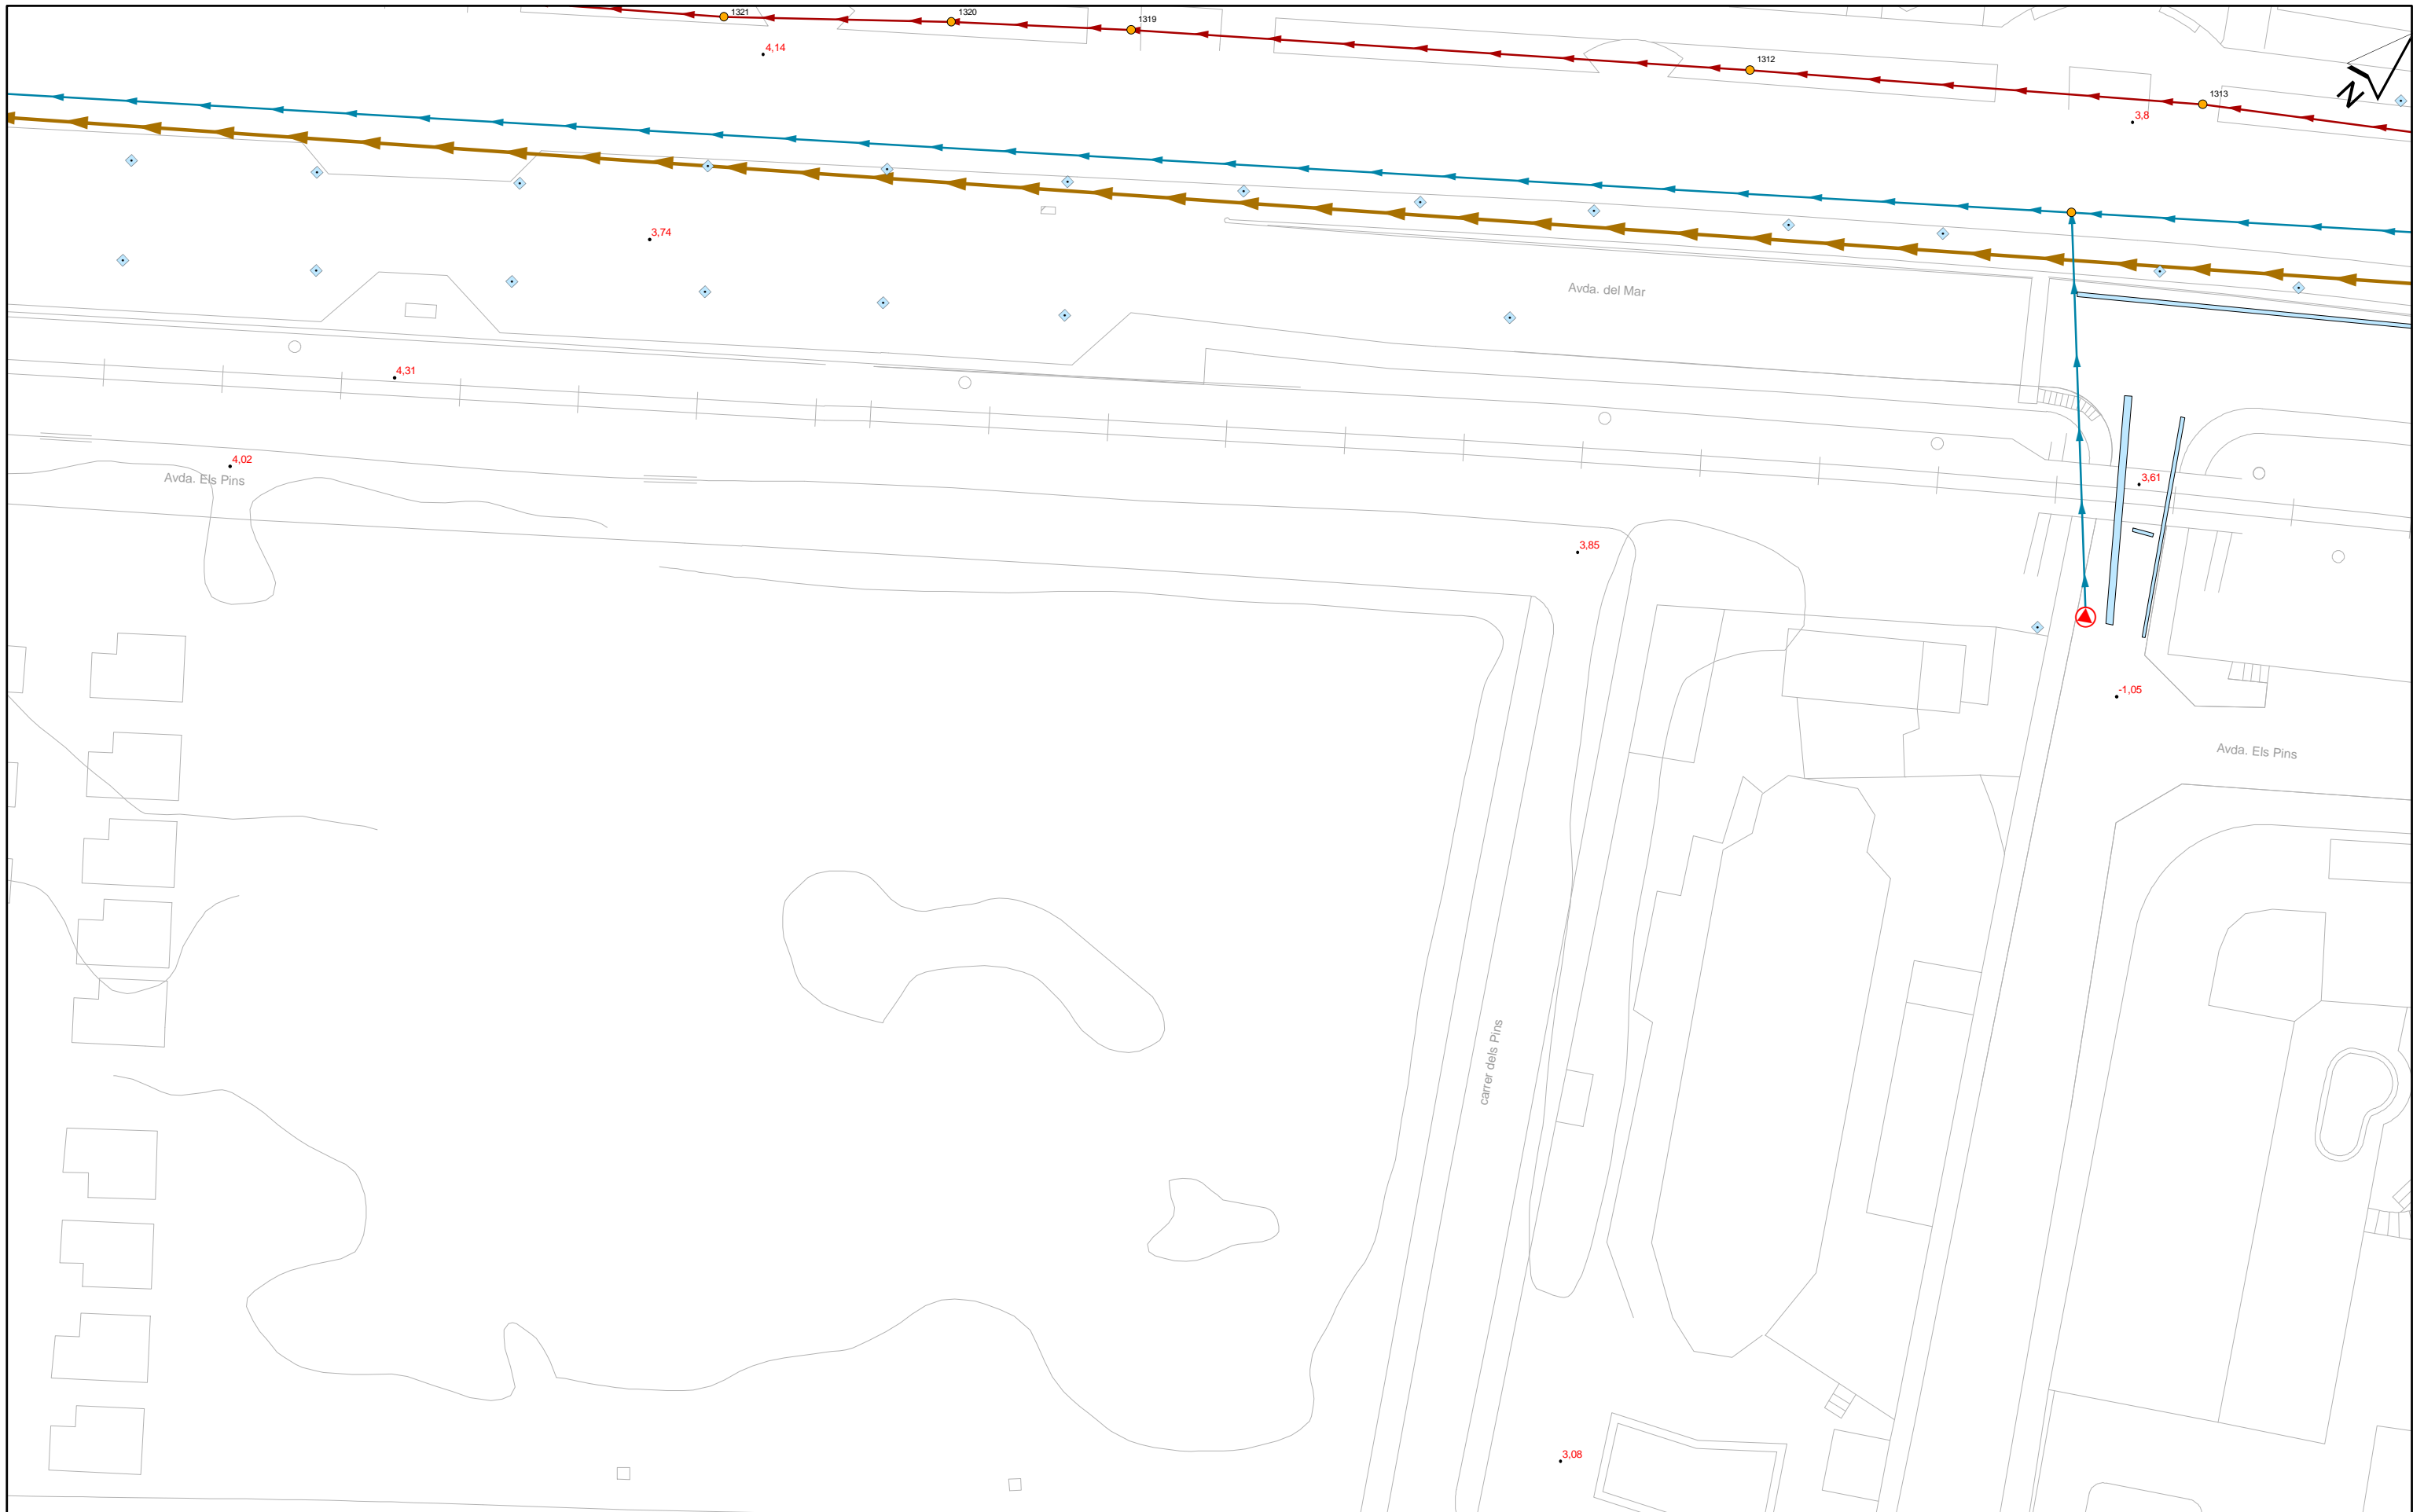 1321
1320
1319
4,14
1312
1313
3,8
N
3,74
Avda. del Mar
4,31
4,02
Avda. Els Pins
3,61
3,85
-1,05
Avda. Els Pins
carrer dels Pins
3,08